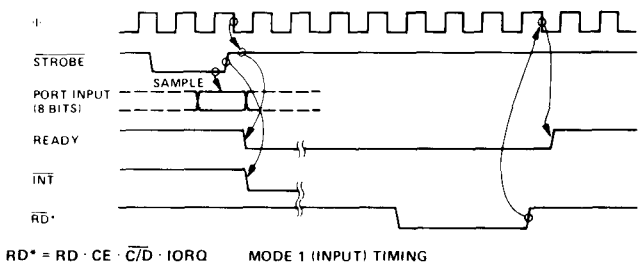 Φ
STROBE
SAMPLE
PORT INPUT
(8 BITS)
READY
INT
RD*
RD* = RD · CE · C/D · IORQ MODE 1 (INPUT) TIMING